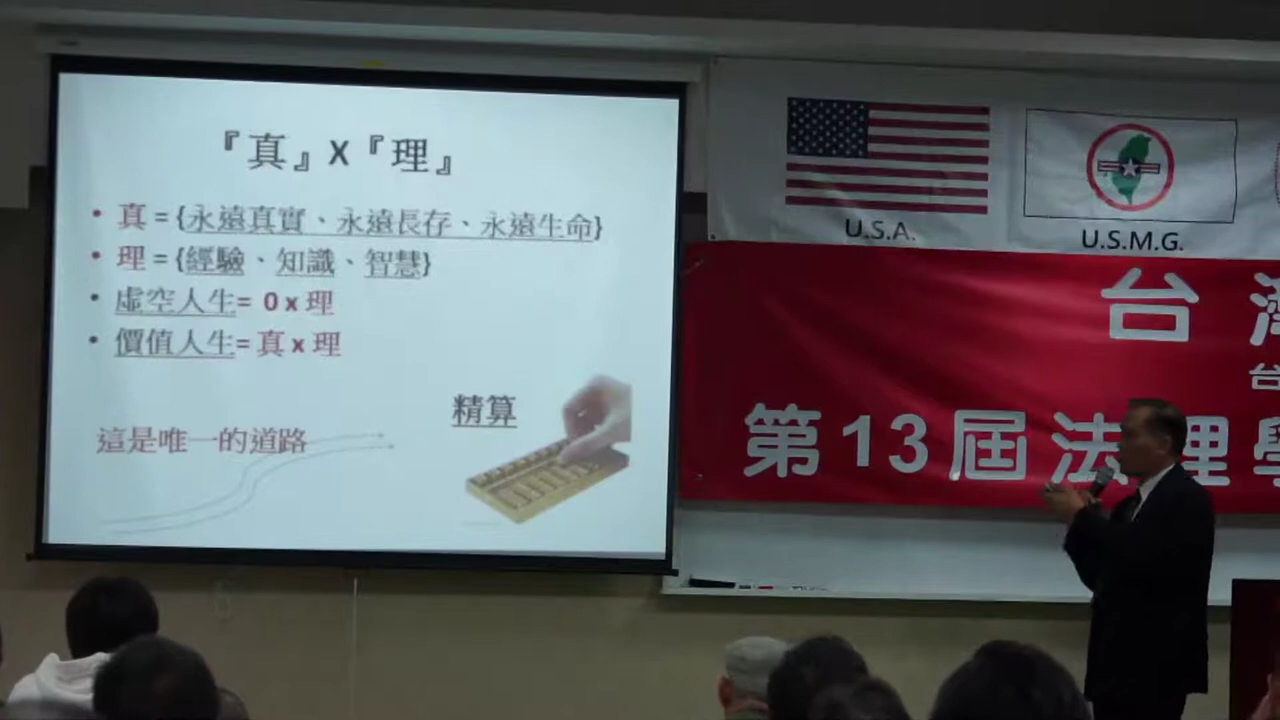 『真』X『理』
• 真 = {永遠真實、永遠長存、永遠生命}
• 理 = {經驗、知識、智慧}
• 虛空人生= 0 x 理
• 價值人生= 真 x 理
精算
這是唯一的道路
U.S.A.
U.S.M.G.
台灣
台
第13屆法理學